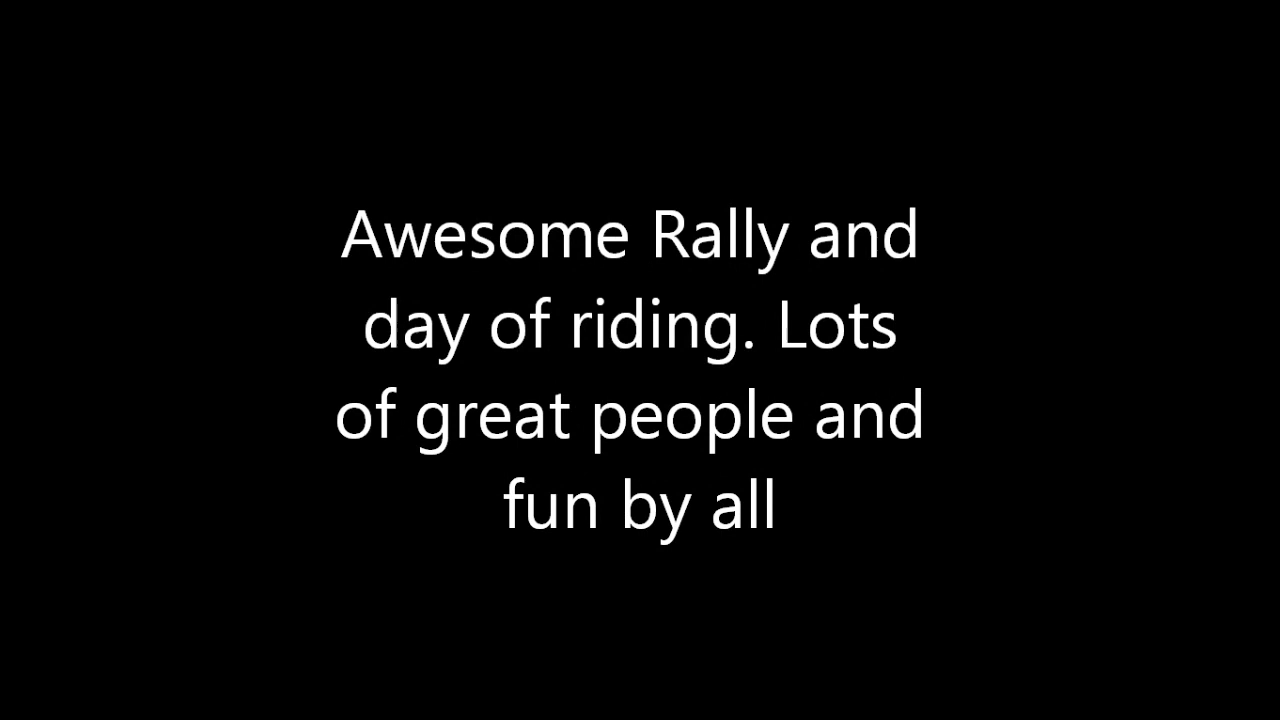 Awesome Rally and
day of riding. Lots
of great people and
fun by all